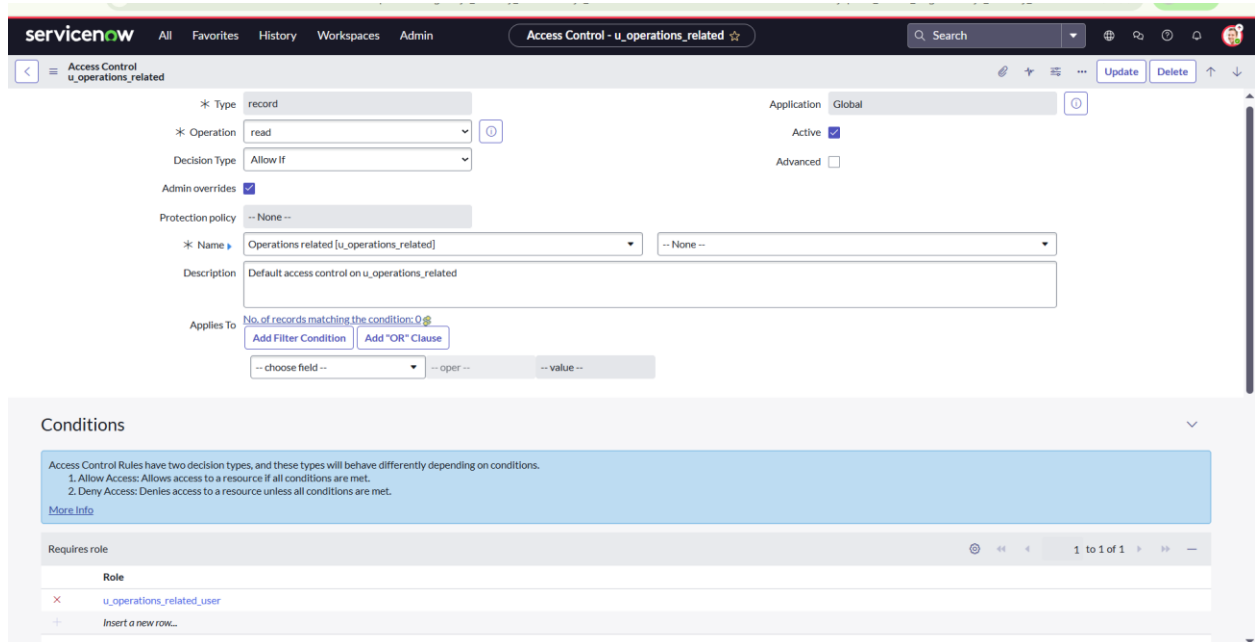 servicenow All Favorites History Workspaces Admin Access Control - u_operations_related Search
Access Control
u_operations_related
Update Delete
Type record Application Global
Operation read Active
Decision Type Allow If Advanced
Admin overrides
Protection policy -- None --
Name Operations related [u_operations_related] -- None --
Description Default access control on u_operations_related
Applies To No. of records matching the condition: 0
Add Filter Condition Add "OR" Clause
-- choose field -- -- oper -- -- value --
Conditions
Access Control Rules have two decision types, and these types will behave differently depending on conditions.
1. Allow Access: Allows access to a resource if all conditions are met.
2. Deny Access: Denies access to a resource unless all conditions are met.
More Info
Requires role 1 to 1 of 1
Role
u_operations_related_user
Insert a new row...